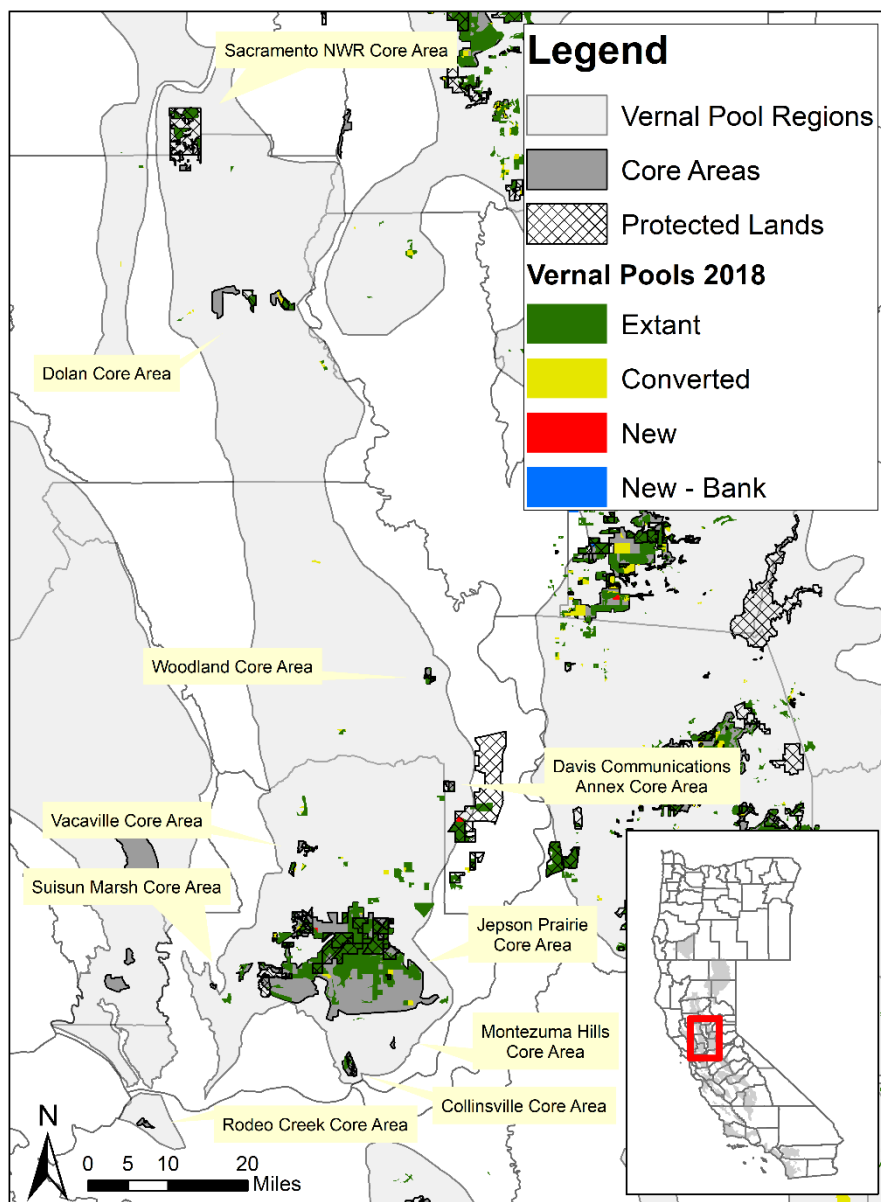 Sacramento NWR Core Area
Legend
Vernal Pool Regions
Core Areas
Protected Lands
Vernal Pools 2018
Extant
Converted
New
New - Bank
Dolan Core Area
Woodland Core Area
Davis Communications
Annex Core Area
Vacaville Core Area
Suisun Marsh Core Area
Jepson Prairie
Core Area
Montezuma Hills
Core Area
Collinsville Core Area
Rodeo Creek Core Area
N
0 5 10 20
Miles